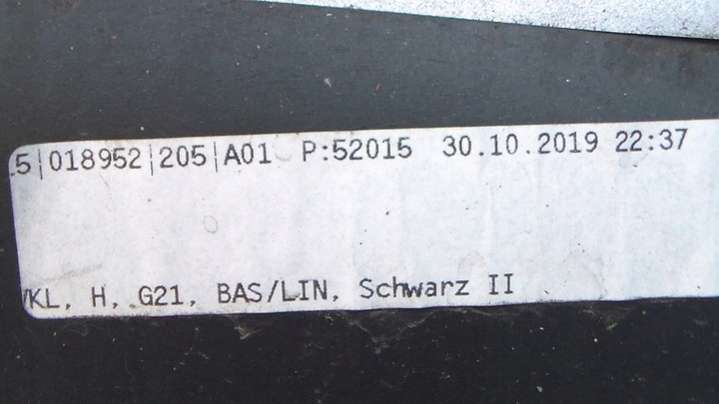 5|018952|205|A01 P:52015 30.10.2019 22:37
VKL, H, G21, BAS/LIN, Schwarz II